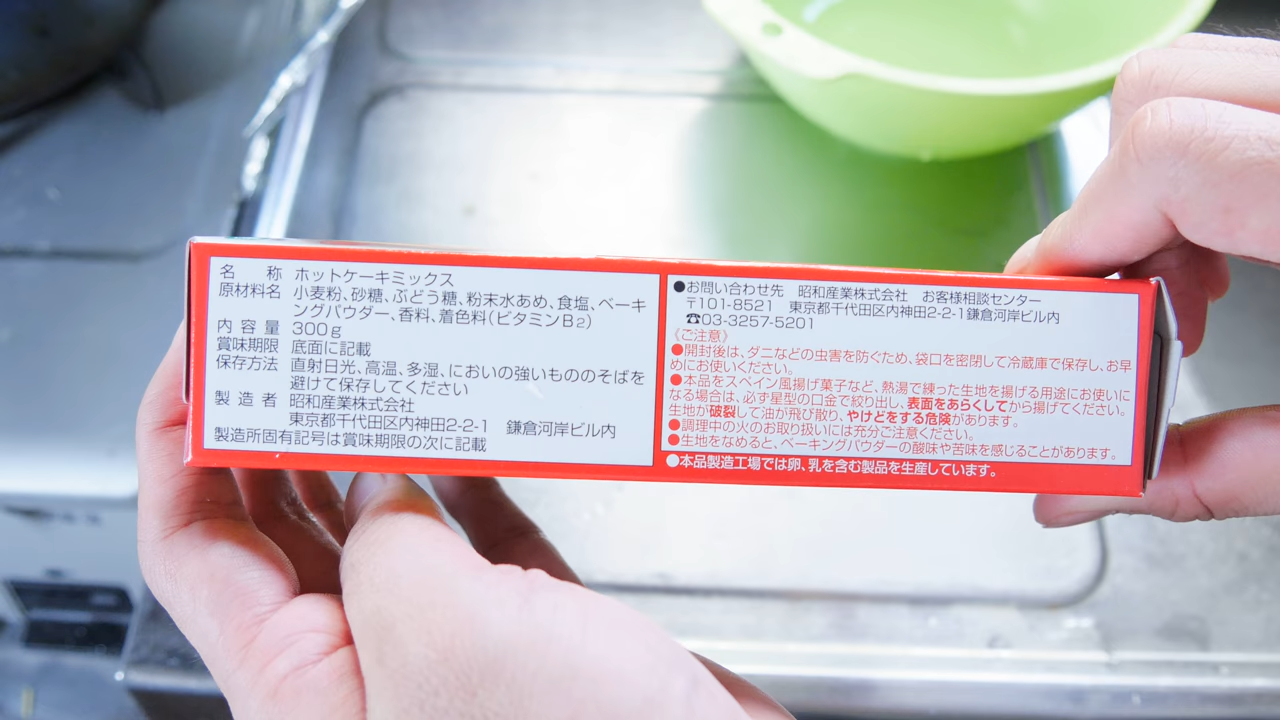 名称 ホットケーキミックス
原材料名 小麦粉、砂糖、ぶどう糖、粉末水あめ、食塩、ベーキ
ングパウダー、香料、着色料(ビタミンB₂)
内容量 300g
賞味期限 底面に記載
保存方法 直射日光、高温、多湿、においの強いもののそばを
避けて保存してください
製造者 昭和産業株式会社
東京都千代田区内神田2-2-1 鎌倉河岸ビル内
製造所固有記号は賞味期限の次に記載
●お問い合わせ先 昭和産業株式会社 お客様相談センター
〒101-8521 東京都千代田区内神田2-2-1鎌倉河岸ビル内
☎03-3257-5201
《ご注意》
●開封後は、ダニなどの虫害を防ぐため、袋口を密閉して冷蔵庫で保存し、お早
めにお使いください。
●本品をスペイン風揚げ菓子など、熱湯で練った生地を揚げる用途にお使いに
なる場合は、必ず星型の口金で絞り出し、表面をあらくしてから揚げてください。
生地が破裂して油が飛び散り、やけどをする危険があります。
●調理中の火のお取り扱いには充分ご注意ください。
●生地をなめると、ベーキングパウダーの酸味や苦味を感じることがあります。
●本品製造工場では卵、乳を含む製品を生産しています。